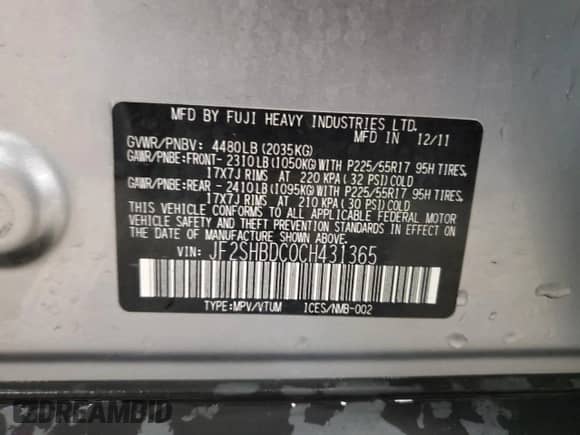 MFD BY FUJI HEAVY INDUSTRIES LTD.
MFD IN 12/11
GVWR/PNBV: 4480LB (2035KG)
GAWR/PNBE:FRONT- 2310LB (1050KG) WITH P225/55R17 95H TIRES,
17X7J RIMS AT 220 KPA ( 32 PSI) COLD
GAWR/PNBE:REAR - 2410LB (1095KG) WITH P225/55R17 95H TIRES,
17X7J RIMS AT 210 KPA ( 30 PSI) COLD
THIS VEHICLE CONFORMS TO ALL APPLICABLE FEDERAL MOTOR
VEHICLE SAFETY AND THEFT PREVENTION STANDARDS IN EFFECT
ON THE DATE OF MANUFACTURE SHOWN ABOVE.
VIN: JF2SHBDC0CH431365
TYPE:MPV/VTUM ICES/NMB-002
DREAMBID